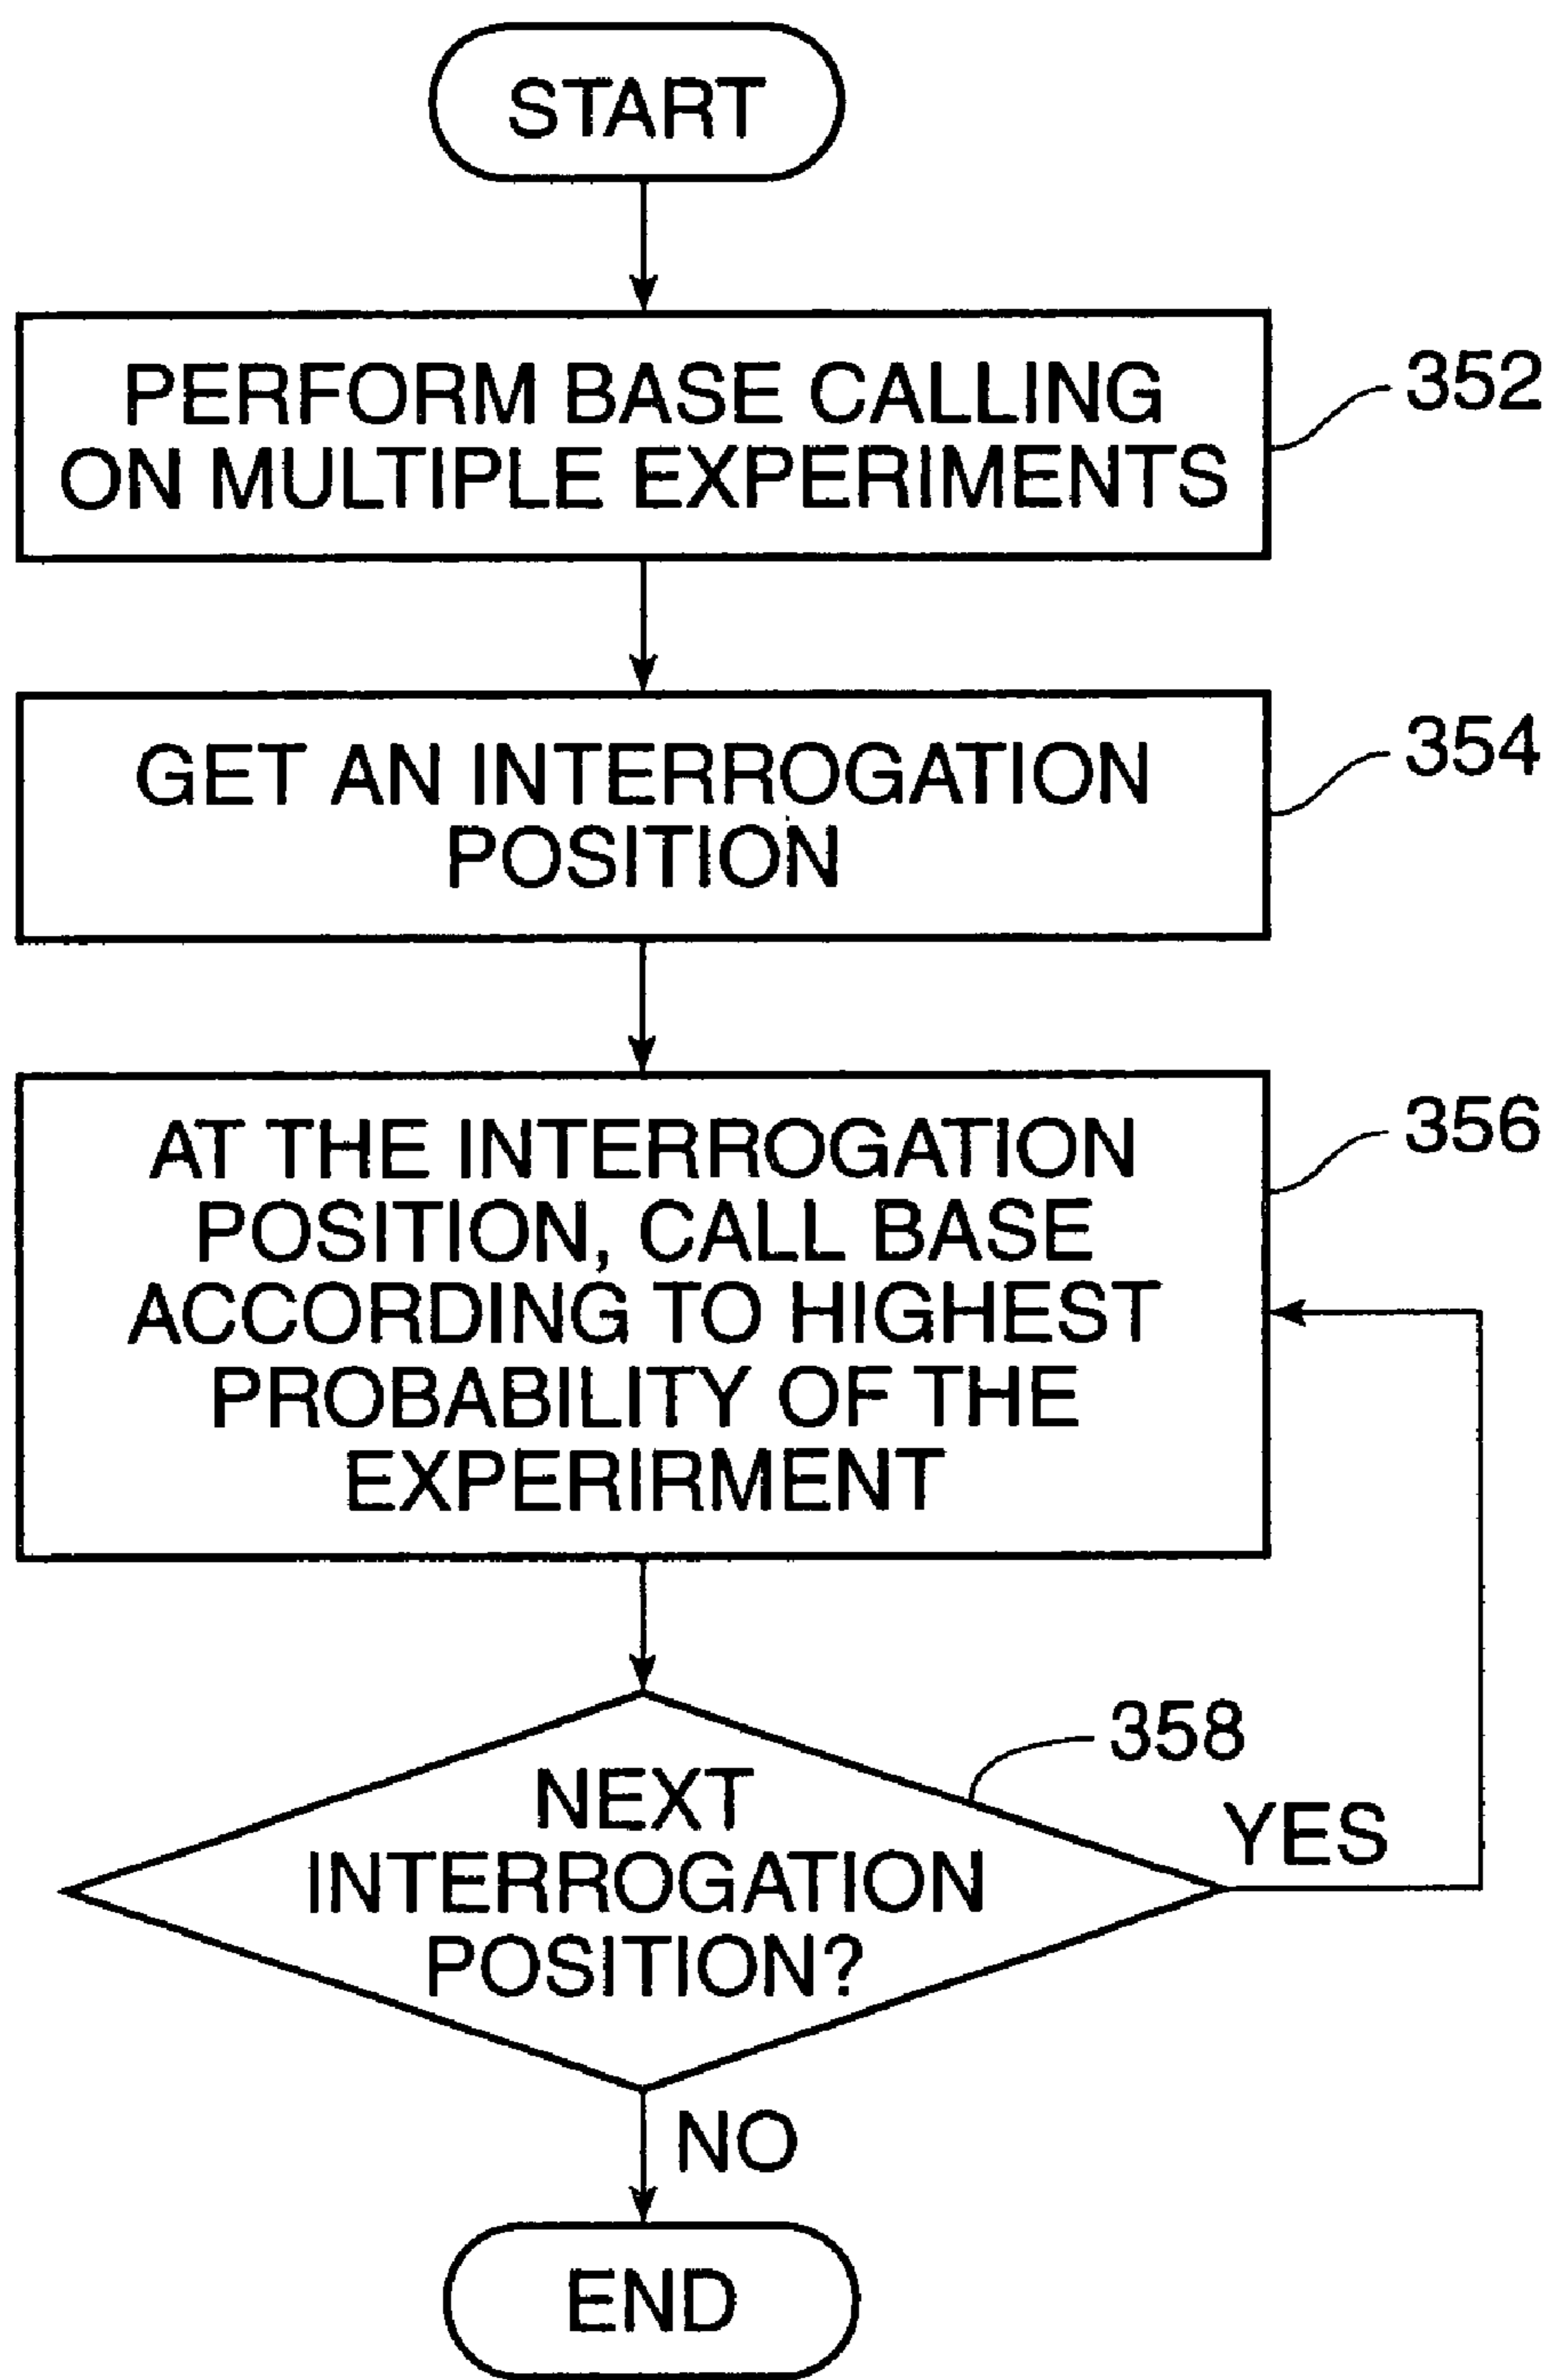 START
PERFORM BASE CALLING
ON MULTIPLE EXPERIMENTS
352
GET AN INTERROGATION
POSITION
354
AT THE INTERROGATION
POSITION, CALL BASE
ACCORDING TO HIGHEST
PROBABILITY OF THE
EXPERIRMENT
356
NEXT
INTERROGATION
POSITION?
358
YES
NO
END